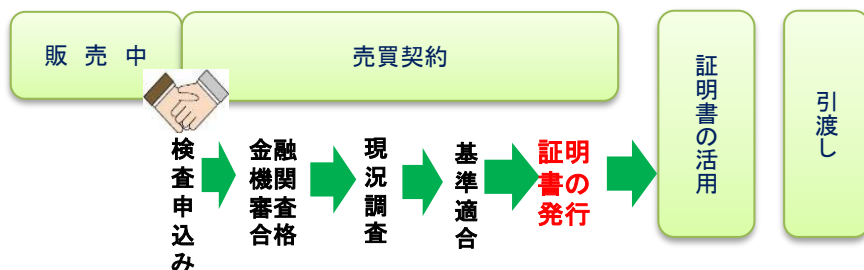 販 売 中
売買契約
証明書の活用
引渡し
検査申込み
金融機関審査合格
現況調査
基準適合
証明書の発行